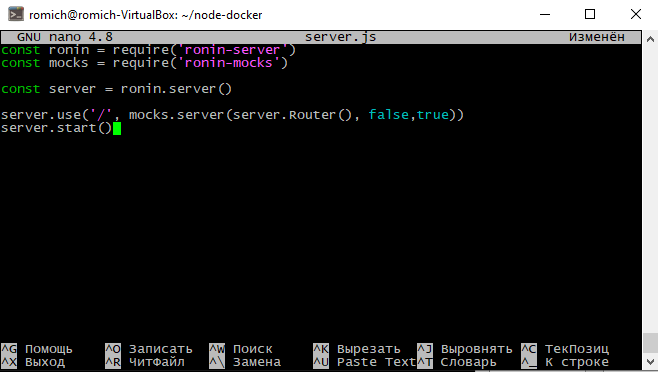 romich@romich-VirtualBox: ~/node-docker
GNU nano 4.8 server.js Изменён
const ronin = require('ronin-server')
const mocks = require('ronin-mocks')
const server = ronin.server()
server.use('/', mocks.server(server.Router(), false,true))
server.start()
^G Помощь ^O Записать ^W Поиск ^K Вырезать ^J Выровнять ^C ТекПозиц
^X Выход ^R ЧитФайл ^\ Замена ^U Paste Text ^T Словарь ^_ К строке